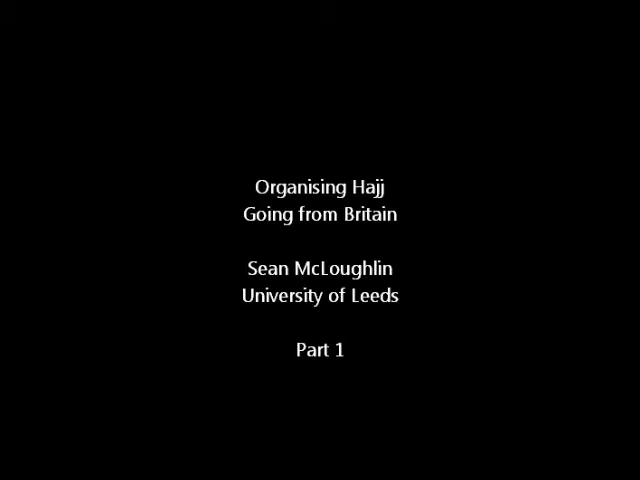 Organising Hajj
Going from Britain
Sean McLoughlin
University of Leeds
Part 1